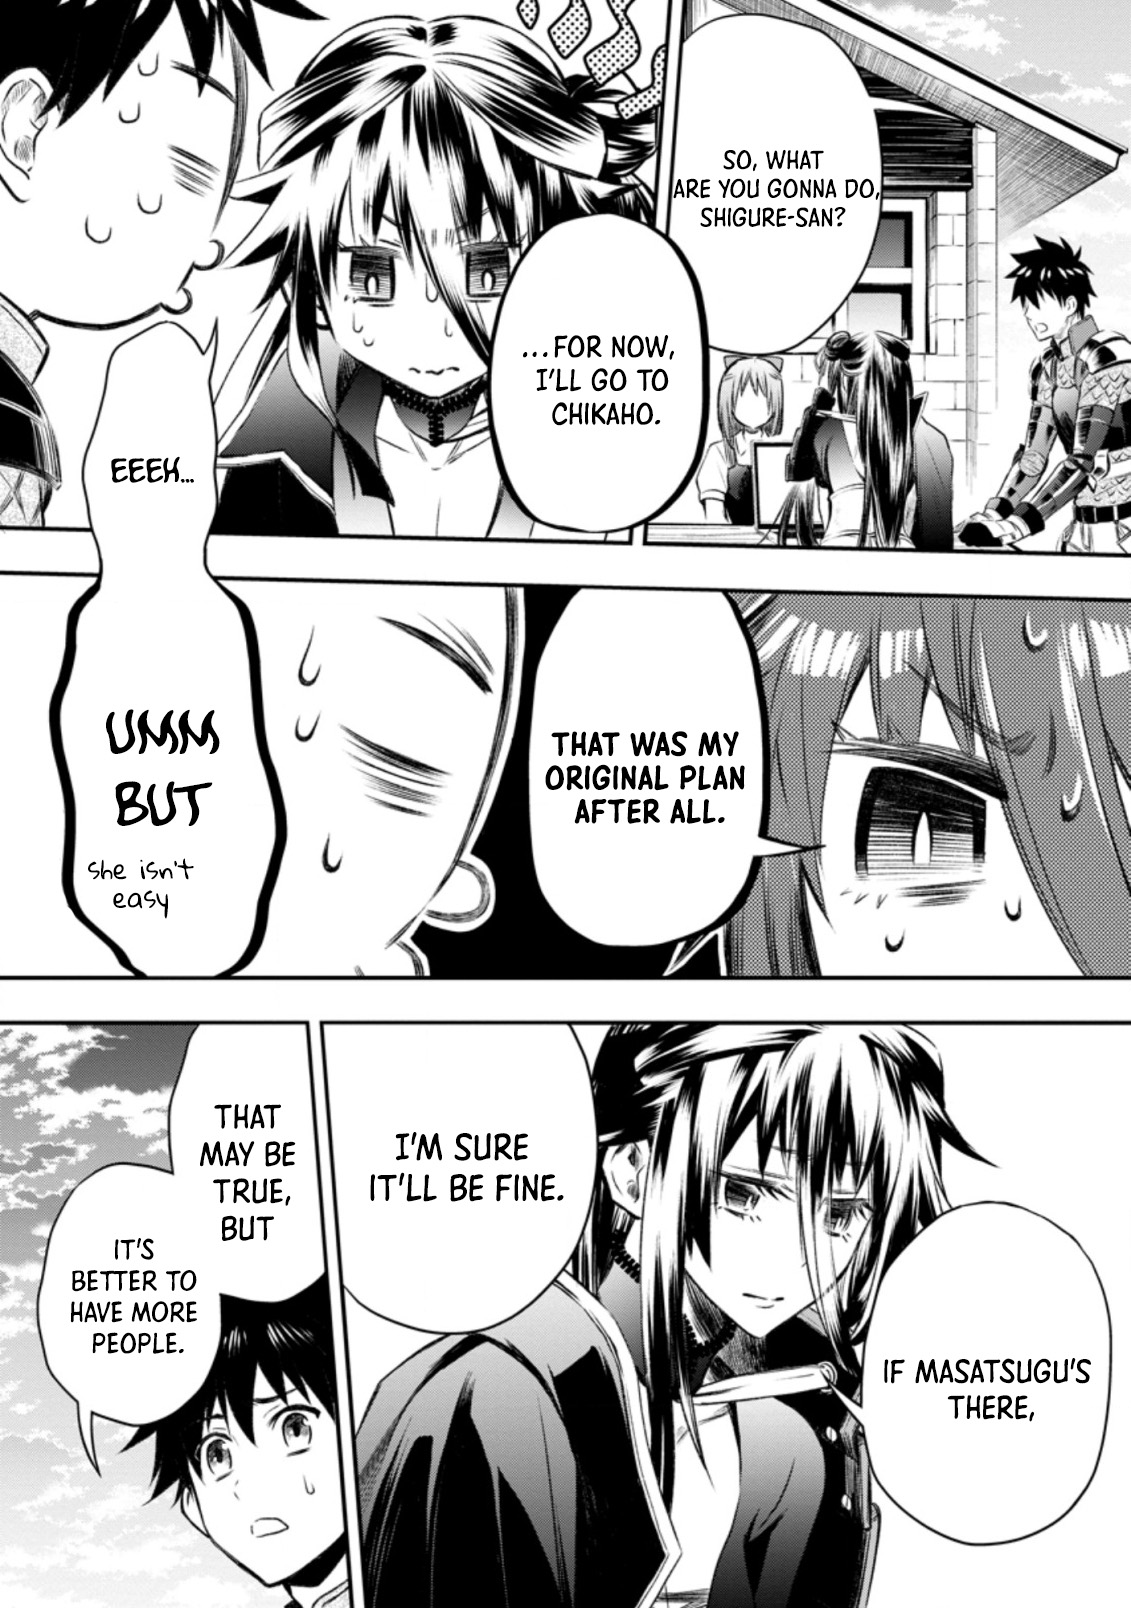 SO, WHAT
ARE YOU GONNA DO,
SHIGURE-SAN?
...FOR NOW,
I'LL GO TO
CHIKAHO.
EEEH...
THAT WAS MY
ORIGINAL PLAN
AFTER ALL.
UMM
BUT
she isn't
easy
IF MASATSUGU'S
THERE,
I'M SURE
IT'LL BE FINE.
THAT
MAY BE
TRUE,
BUT
IT'S
BETTER TO
HAVE MORE
PEOPLE.